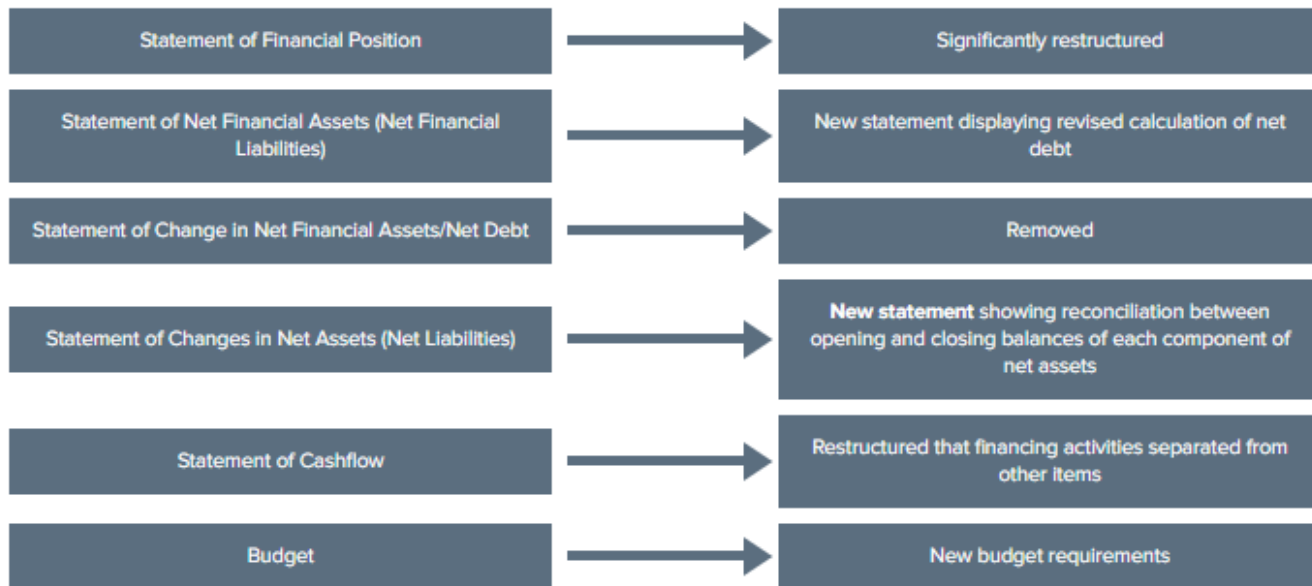 Statement of Financial Position
Significantly restructured
Statement of Net Financial Assets (Net Financial
Liabilities)
New statement displaying revised calculation of net
debt
Statement of Change in Net Financial Assets/Net Debt
Removed
Statement of Changes in Net Assets (Net Liabilities)
New statement showing reconciliation between
opening and closing balances of each component of
net assets
Statement of Cashflow
Restructured that financing activities separated from
other items
Budget
New budget requirements